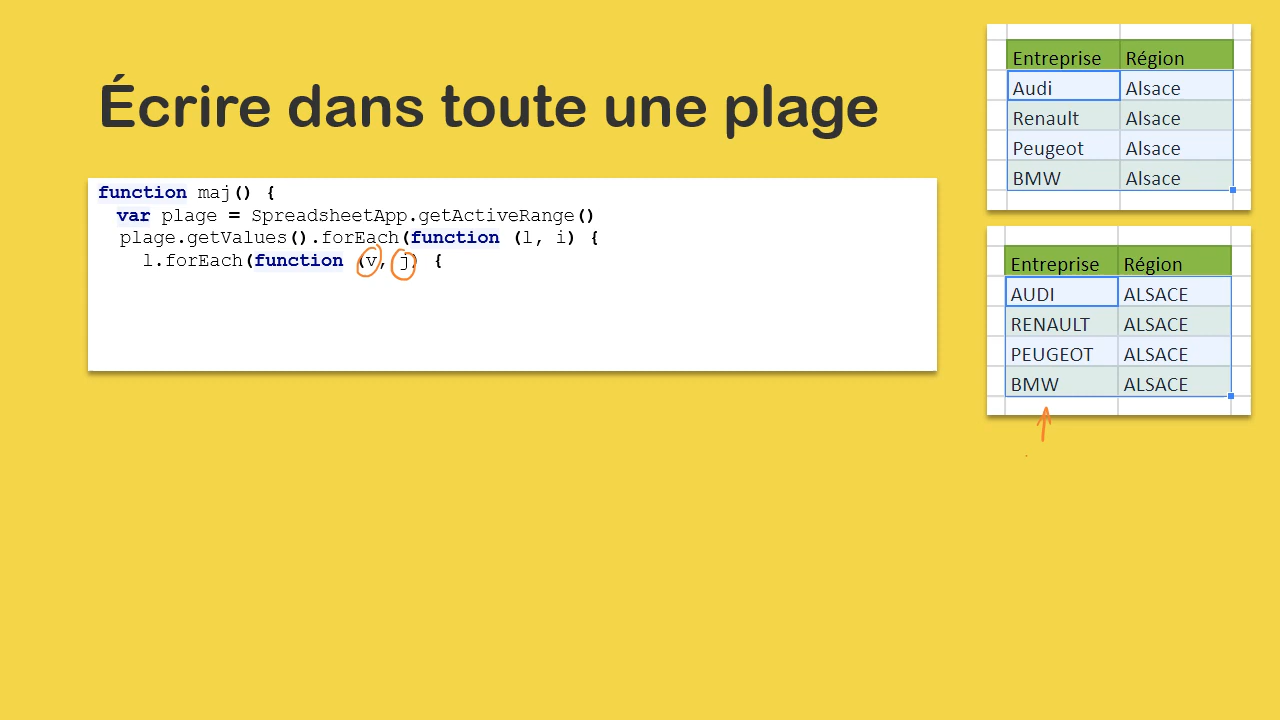 Écrire dans toute une plage
function maj() {
var plage = SpreadsheetApp.getActiveRange()
plage.getValues().forEach(function (l, i) {
l.forEach(function (v, j) {
Entreprise Région
Audi Alsace
Renault Alsace
Peugeot Alsace
BMW Alsace
Entreprise Région
AUDI ALSACE
RENAULT ALSACE
PEUGEOT ALSACE
BMW ALSACE